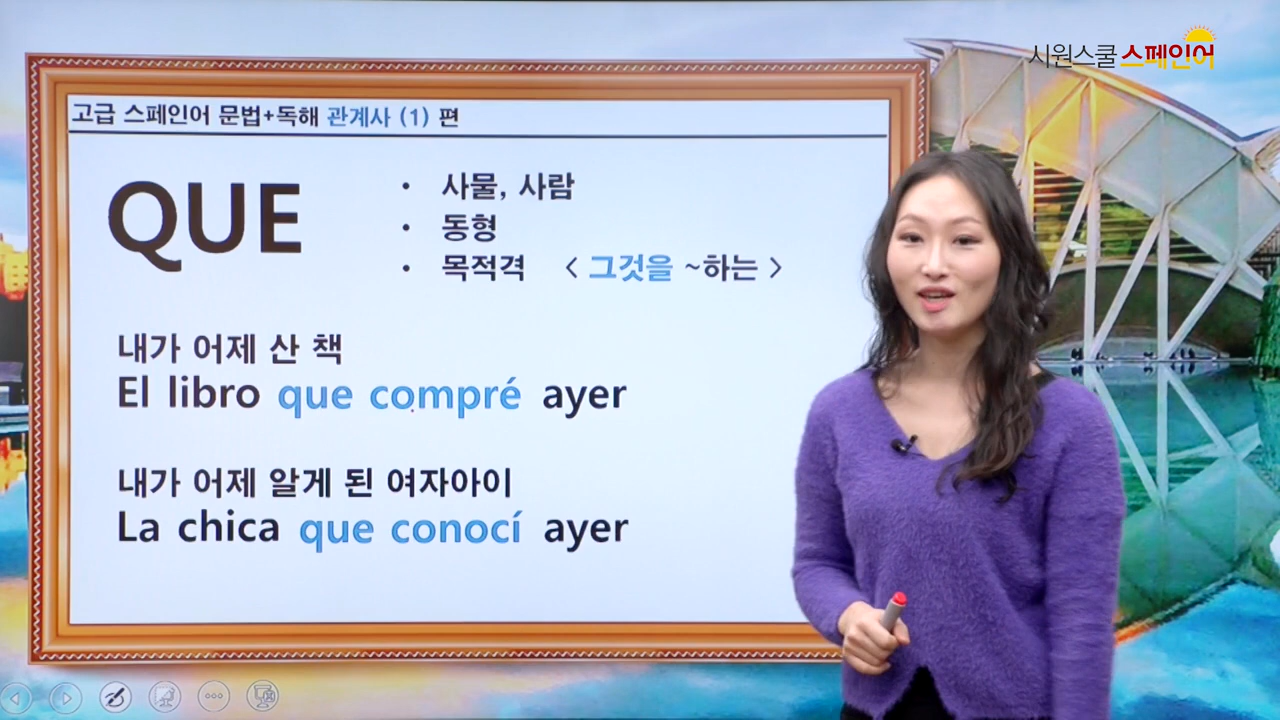 시원스쿨 스페인어
고급 스페인어 문법+독해 관계사 (1) 편
QUE
• 사물, 사람
• 동형
• 목적격 < 그것을 ~하는 >
내가 어제 산 책
El libro que compré ayer
내가 어제 알게 된 여자아이
La chica que conocí ayer